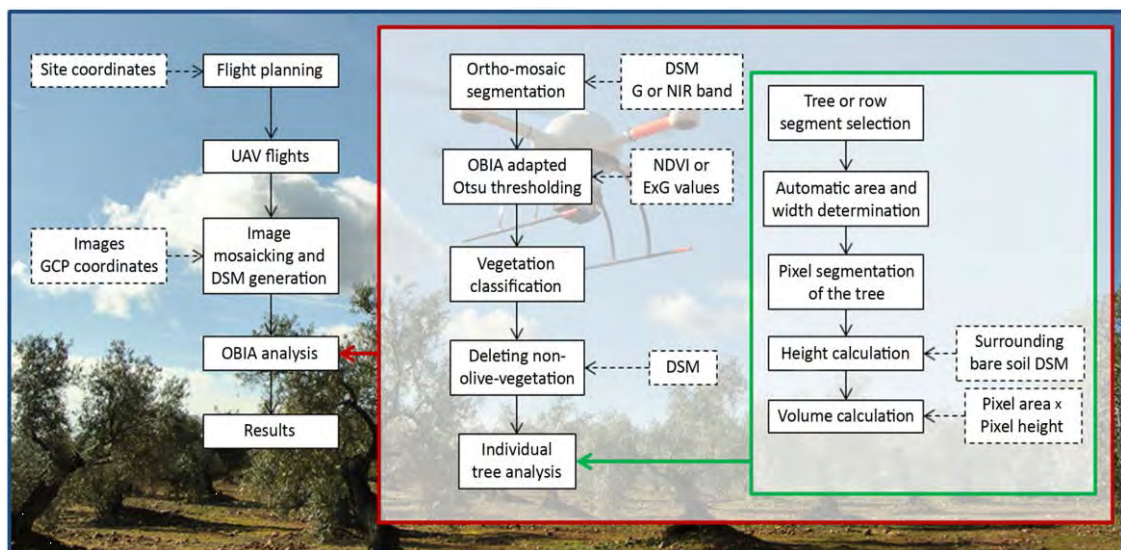 Site coordinates
Flight planning
UAV flights
Images
GCP coordinates
Image
mosaicking and
DSM generation
OBIA analysis
Results
Ortho-mosaic
segmentation
DSM
G or NIR band
OBIA adapted
Otsu thresholding
NDVI or
ExG values
Vegetation
classification
Deleting non-
olive-vegetation
DSM
Individual
tree analysis
Tree or row
segment selection
Automatic area and
width determination
Pixel segmentation
of the tree
Height calculation
Surrounding
bare soil DSM
Volume calculation
Pixel area x
Pixel height